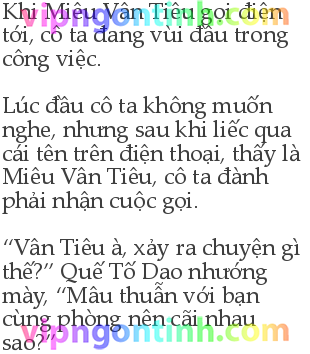 vipngontinh.com
Khi Miêu Vân Tiêu gọi điện
tới, cô ta đang vùi đầu trong
công việc.
Lúc đầu cô ta không muốn
nghe, nhưng sau khi liếc qua
cái tên trên điện thoại, thấy là
Miêu Vân Tiêu, cô ta đành
phải nhận cuộc gọi.
“Vân Tiêu à, xảy ra chuyện gì
thế?” Quế Tố Dao nhướng
mày, “Mâu thuẫn với bạn
cùng phòng nên cãi nhau
sao?”
vipngontinh.com